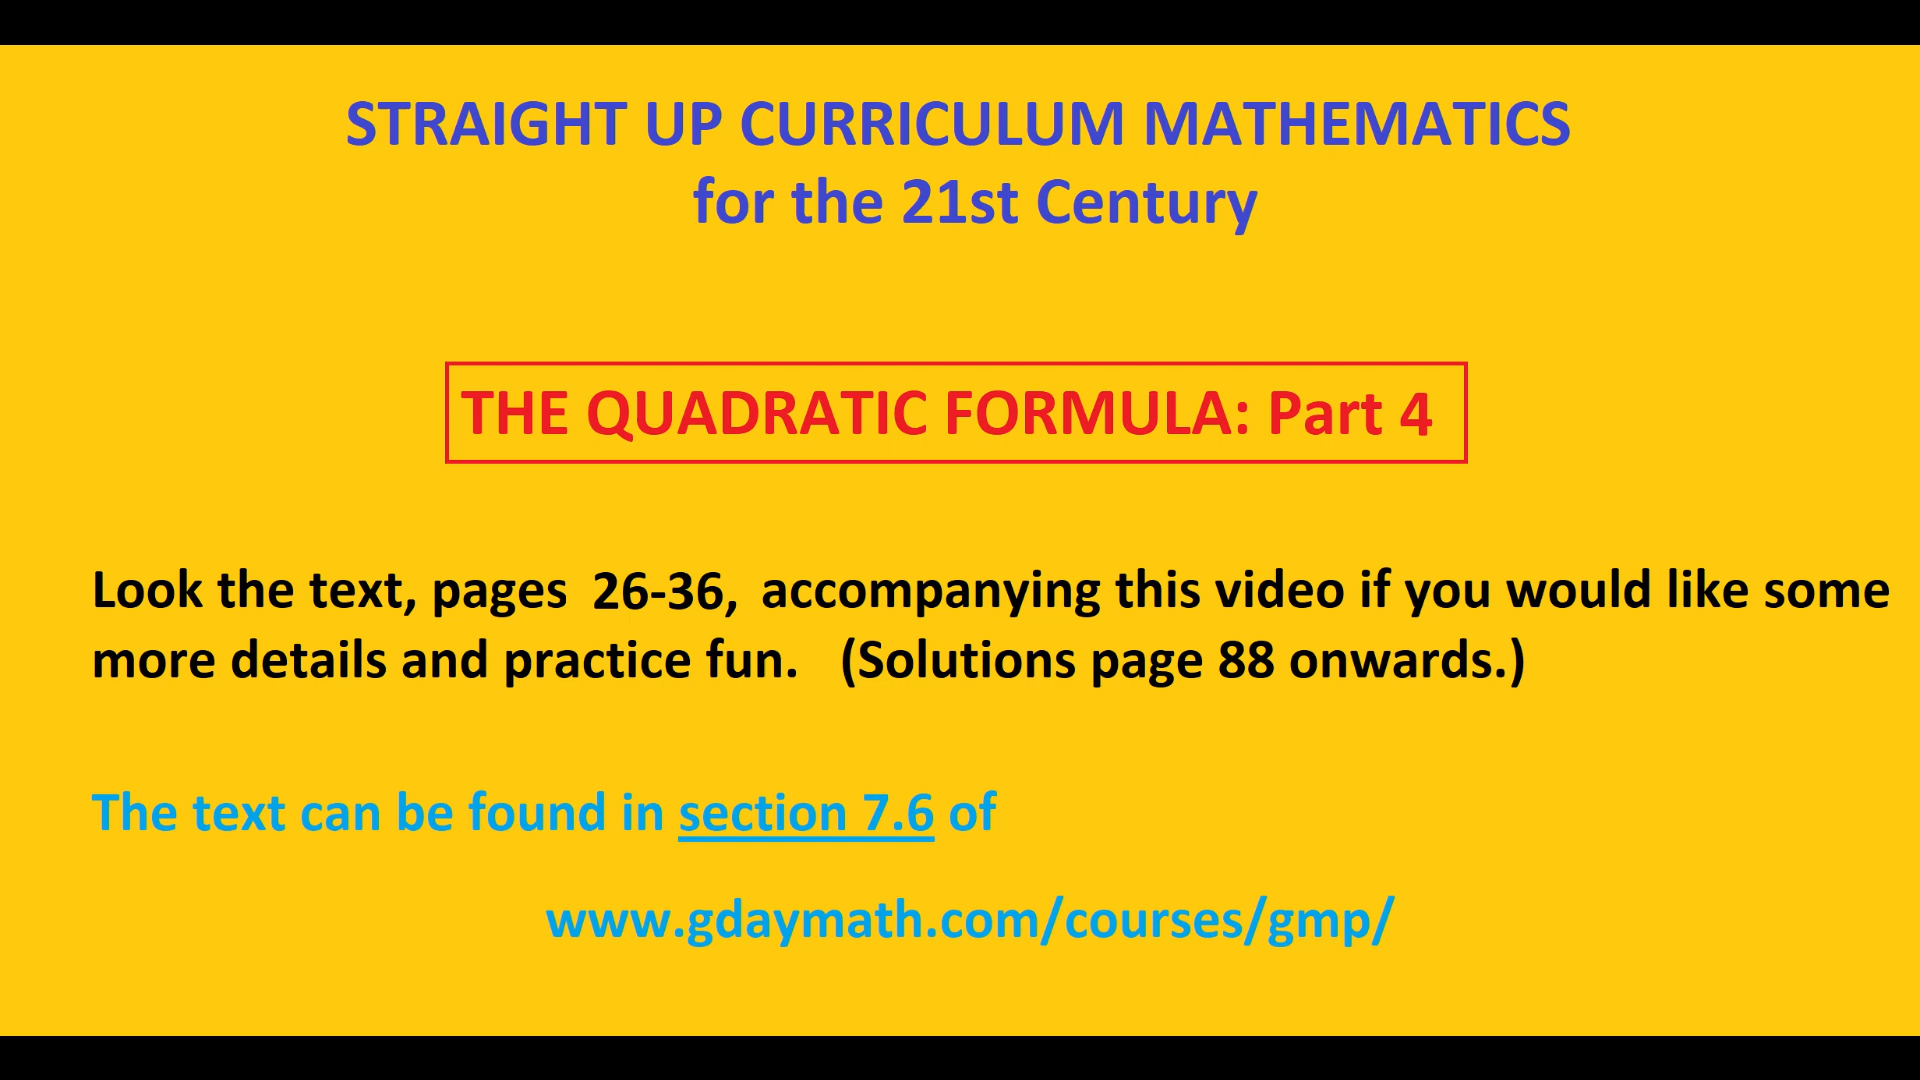 STRAIGHT UP CURRICULUM MATHEMATICS
for the 21st Century
THE QUADRATIC FORMULA: Part 4
Look the text, pages 26-36, accompanying this video if you would like some
more details and practice fun. (Solutions page 88 onwards.)
The text can be found in section 7.6 of
www.gdaymath.com/courses/gmp/